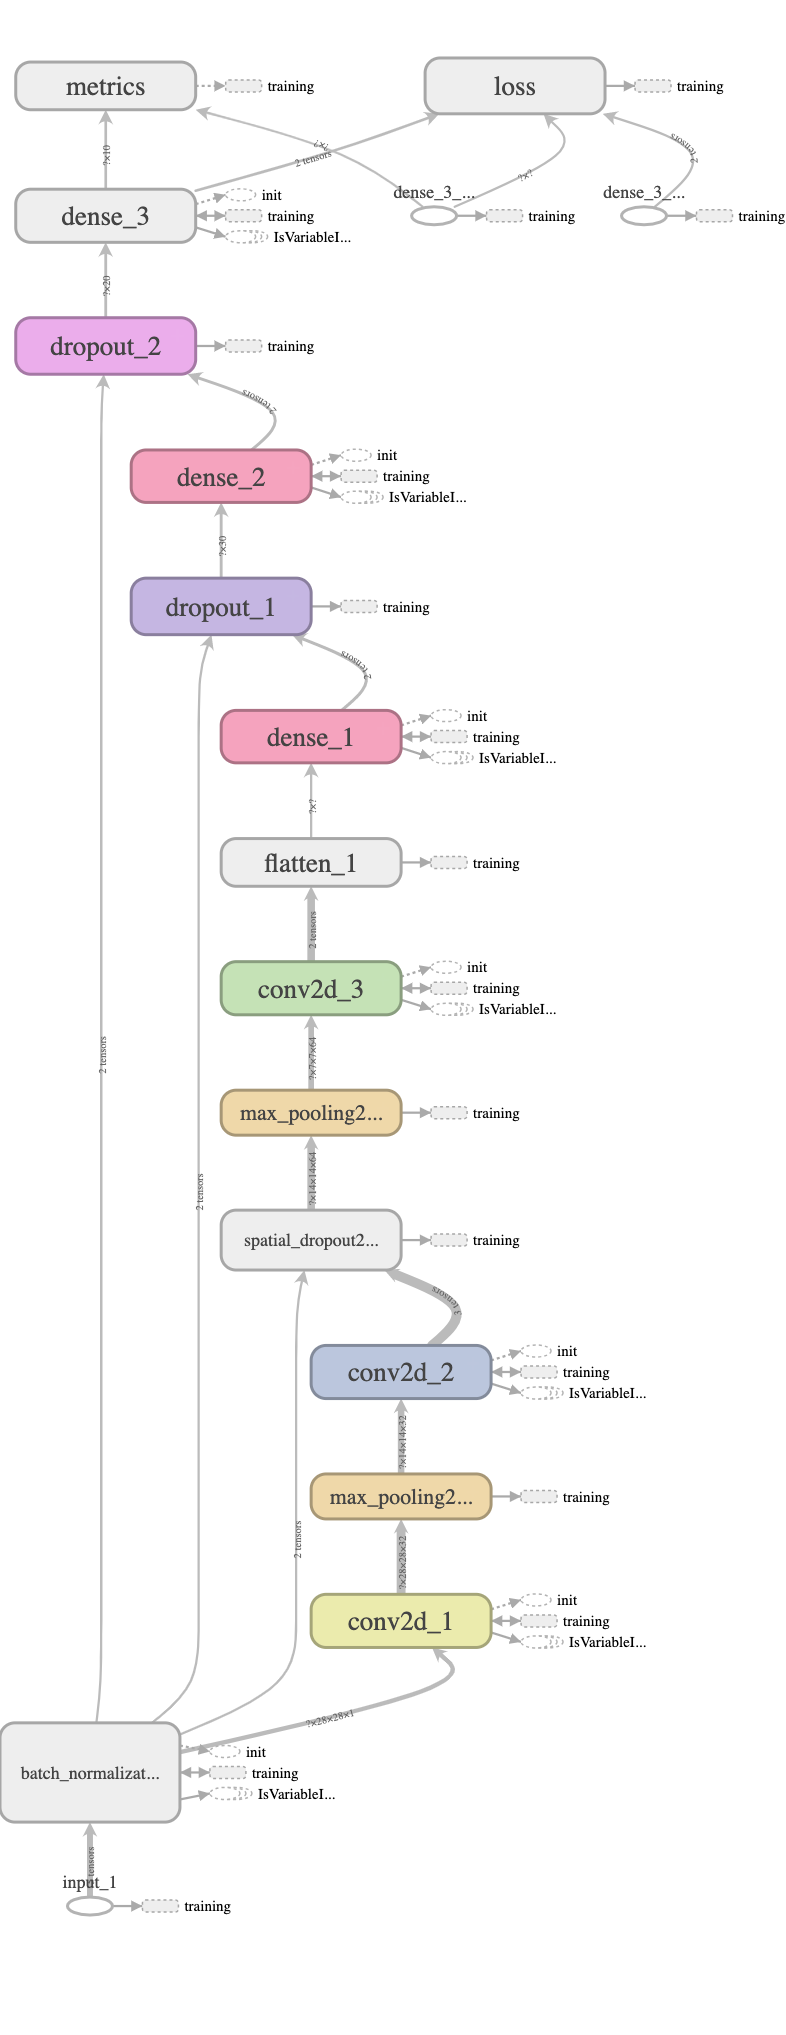 metrics
training
loss
training
?×10
2 tensors
?×?
?×?
2 tensors
dense_3
init
training
IsVariableI...
dense_3_...
training
dense_3_...
training
?×20
dropout_2
training
2 tensors
dense_2
init
training
IsVariableI...
?×30
dropout_1
training
2 tensors
dense_1
init
training
IsVariableI...
?×?
flatten_1
training
2 tensors
conv2d_3
init
training
IsVariableI...
2 tensors
?×7×7×64
max_pooling2...
training
2 tensors
?×14×14×64
spatial_dropout2...
training
3 tensors
conv2d_2
init
training
IsVariableI...
?×14×14×32
max_pooling2...
training
2 tensors
?×28×28×32
conv2d_1
init
training
IsVariableI...
?×28×28×1
batch_normalizat...
init
training
IsVariableI...
tensors
input_1
training